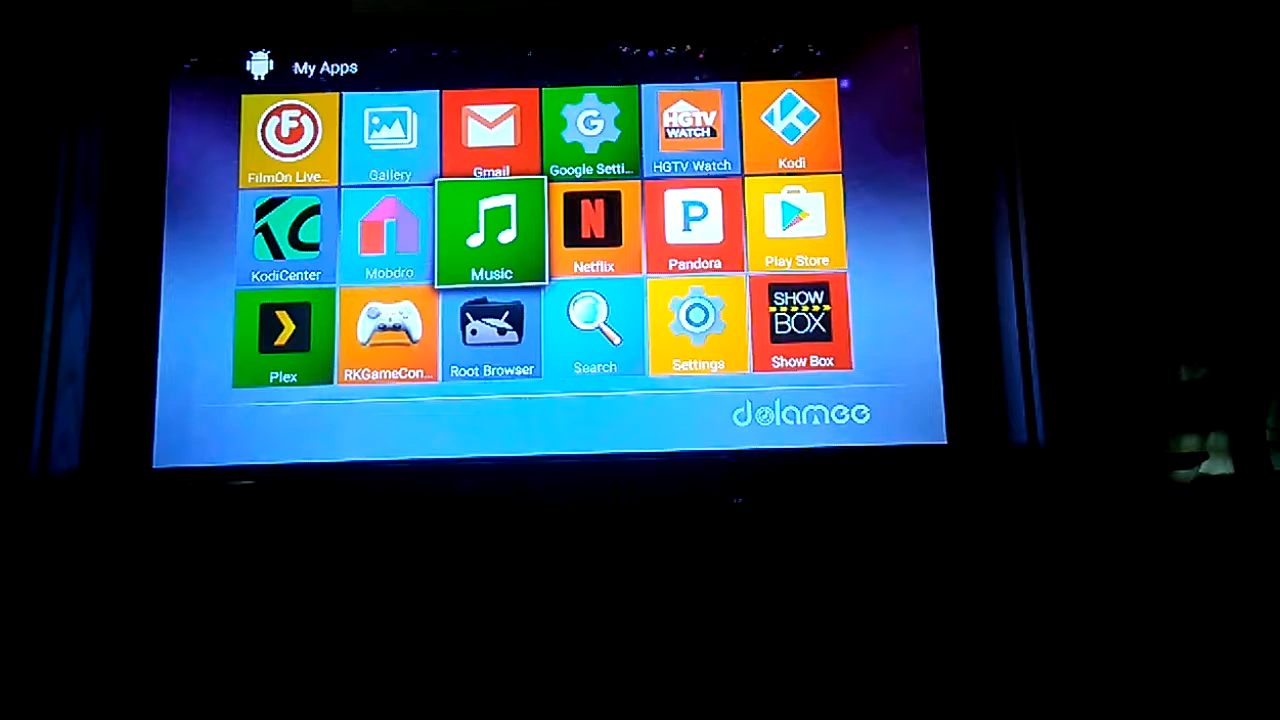 My Apps
F
FilmOn Live...
Gallery
Gmail
G
Google Setti...
HGTV
WATCH
HGTV Watch
Kodi
KC
KodiCenter
Mobdro
Music
N
Netflix
P
Pandora
Play Store
Plex
RKGameCon...
Root Browser
Search
Settings
SHOW
BOX
Show Box
dolamee